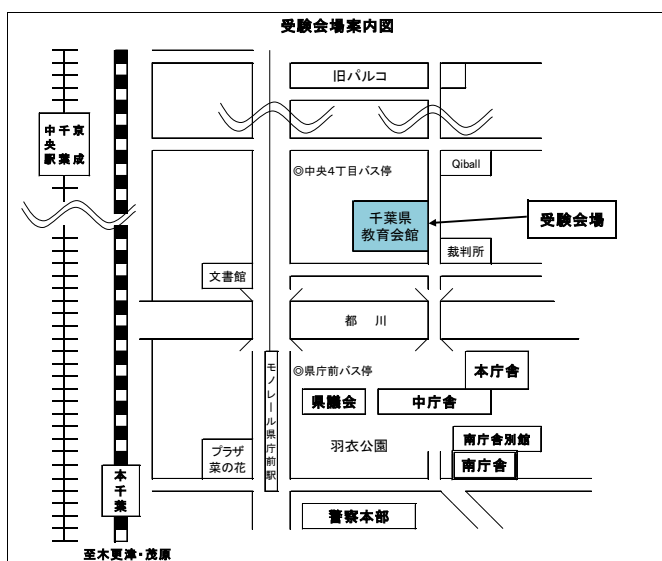 受験会場案内図
旧パルコ
京成
千葉
中央駅
◎中央4丁目バス停
Qiball
千葉県
教育会館
受験会場
裁判所
文書館
都 川
モノレール県庁前駅
◎県庁前バス停
本庁舎
県議会
中庁舎
プラザ
菜の花
羽衣公園
南庁舎別館
南庁舎
本千葉
警察本部
至木更津・茂原